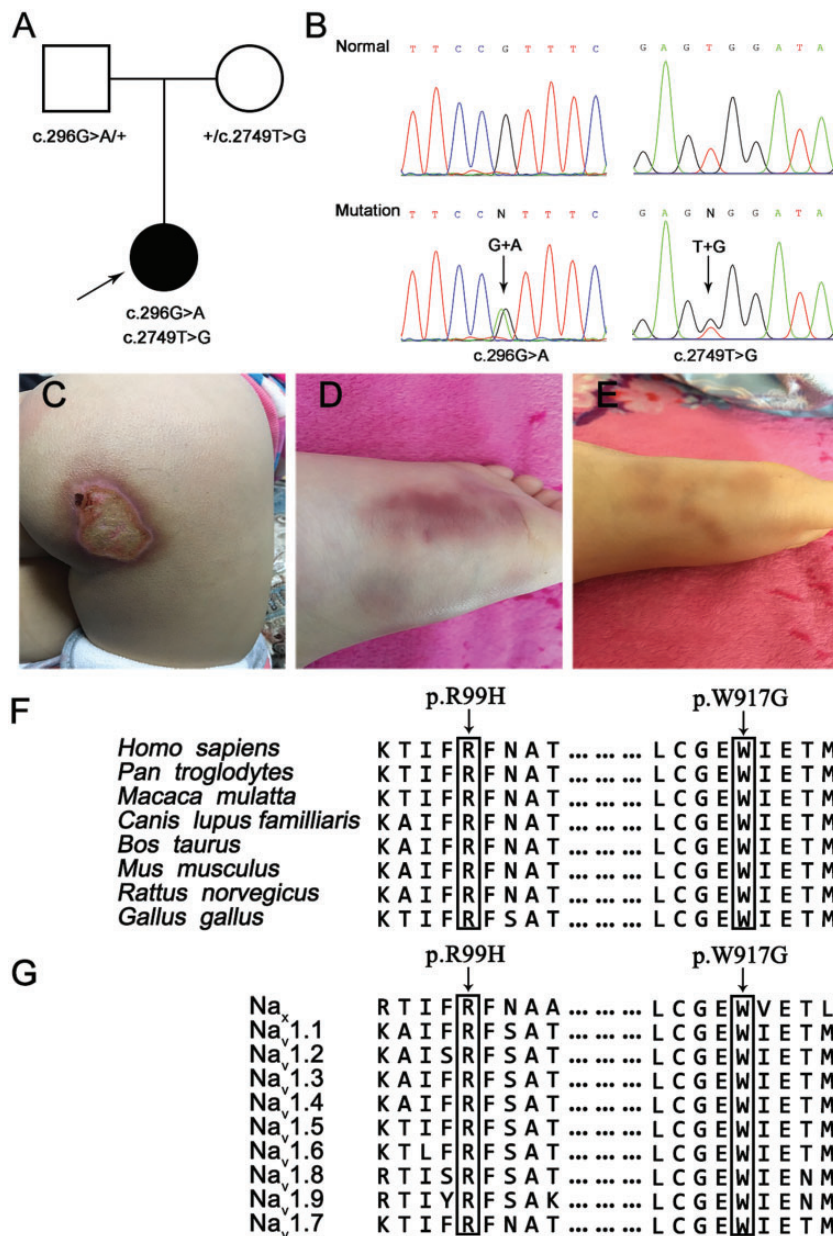 A
c.296G>A/+
+/c.2749T>G
c.296G>A
c.2749T>G
B
Normal
T T C C G T T T C
G A G T G G A T A
Mutation
T T C C N T T T C
G A G N G G A T A
G+A
T+G
c.296G>A
c.2749T>G
C
D
E
F
p.R99H
p.W917G
Homo sapiens K T I F R F N A T ... ... ... L C G E W I E T M
Pan troglodytes K T I F R F N A T ... ... ... L C G E W I E T M
Macaca mulatta K T I F R F N A T ... ... ... L C G E W I E T M
Canis lupus familliaris K A I F R F N A T ... ... ... L C G E W I E T M
Bos taurus K A I F R F N A T ... ... ... L C G E W I E T M
Mus musculus K A I F R F N A T ... ... ... L C G E W I E T M
Rattus norvegicus K A I F R F N A T ... ... ... L C G E W I E T M
Gallus gallus K T I F R F S A T ... ... ... L C G E W I E T M
G
p.R99H
p.W917G
Nax R T I F R F N A A ... ... ... L C G E W V E T L
Nav1.1 K A I F R F S A T ... ... ... L C G E W I E T M
Nav1.2 K A I S R F S A T ... ... ... L C G E W I E T M
Nav1.3 K A I F R F S A T ... ... ... L C G E W I E T M
Nav1.4 K A I F R F S A T ... ... ... L C G E W I E T M
Nav1.5 K T I F R F S A T ... ... ... L C G E W I E T M
Nav1.6 K T L F R F S A T ... ... ... L C G E W I E T M
Nav1.8 R T I S R F S A T ... ... ... L C G E W I E N M
Nav1.9 R T I Y R F S A K ... ... ... L C G E W I E N M
Nav1.7 K T I F R F N A T ... ... ... L C G E W I E T M